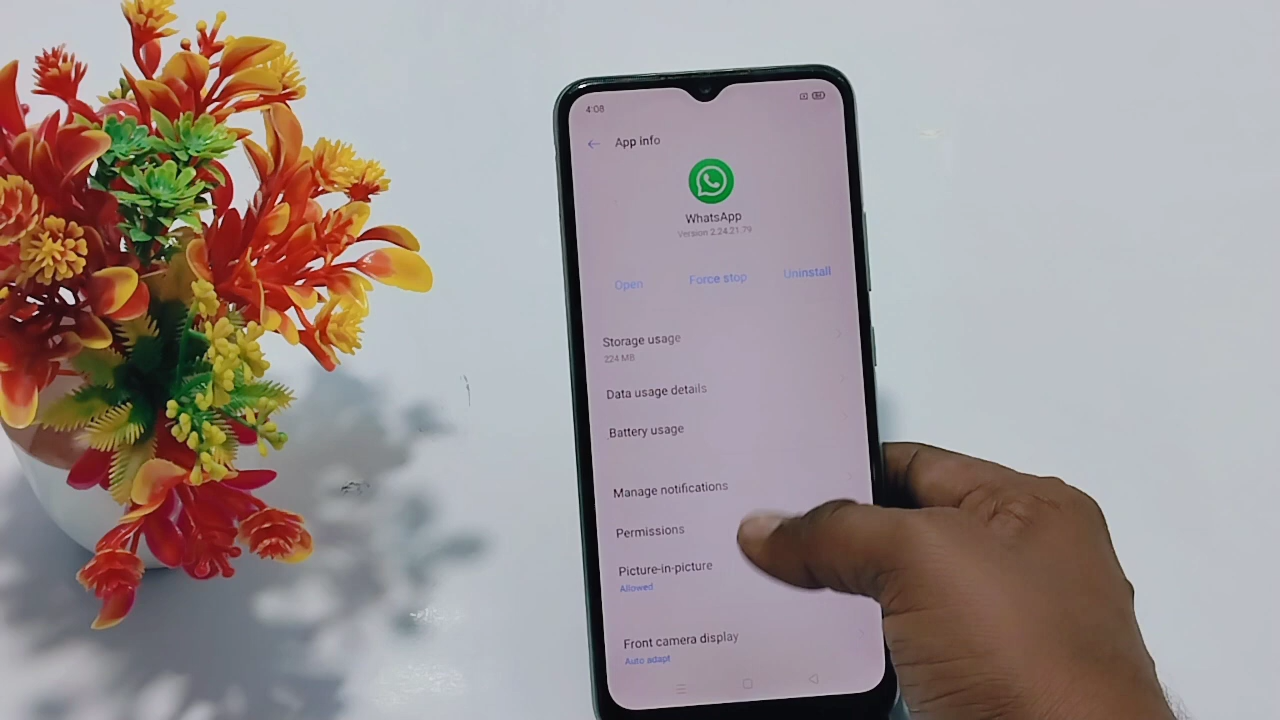 4:08
App info
WhatsApp
Version 2.24.21.79
Open Force stop Uninstall
Storage usage
224 MB
Data usage details
Battery usage
Manage notifications
Permissions
Picture-in-picture
Allowed
Front camera display
Auto adapt